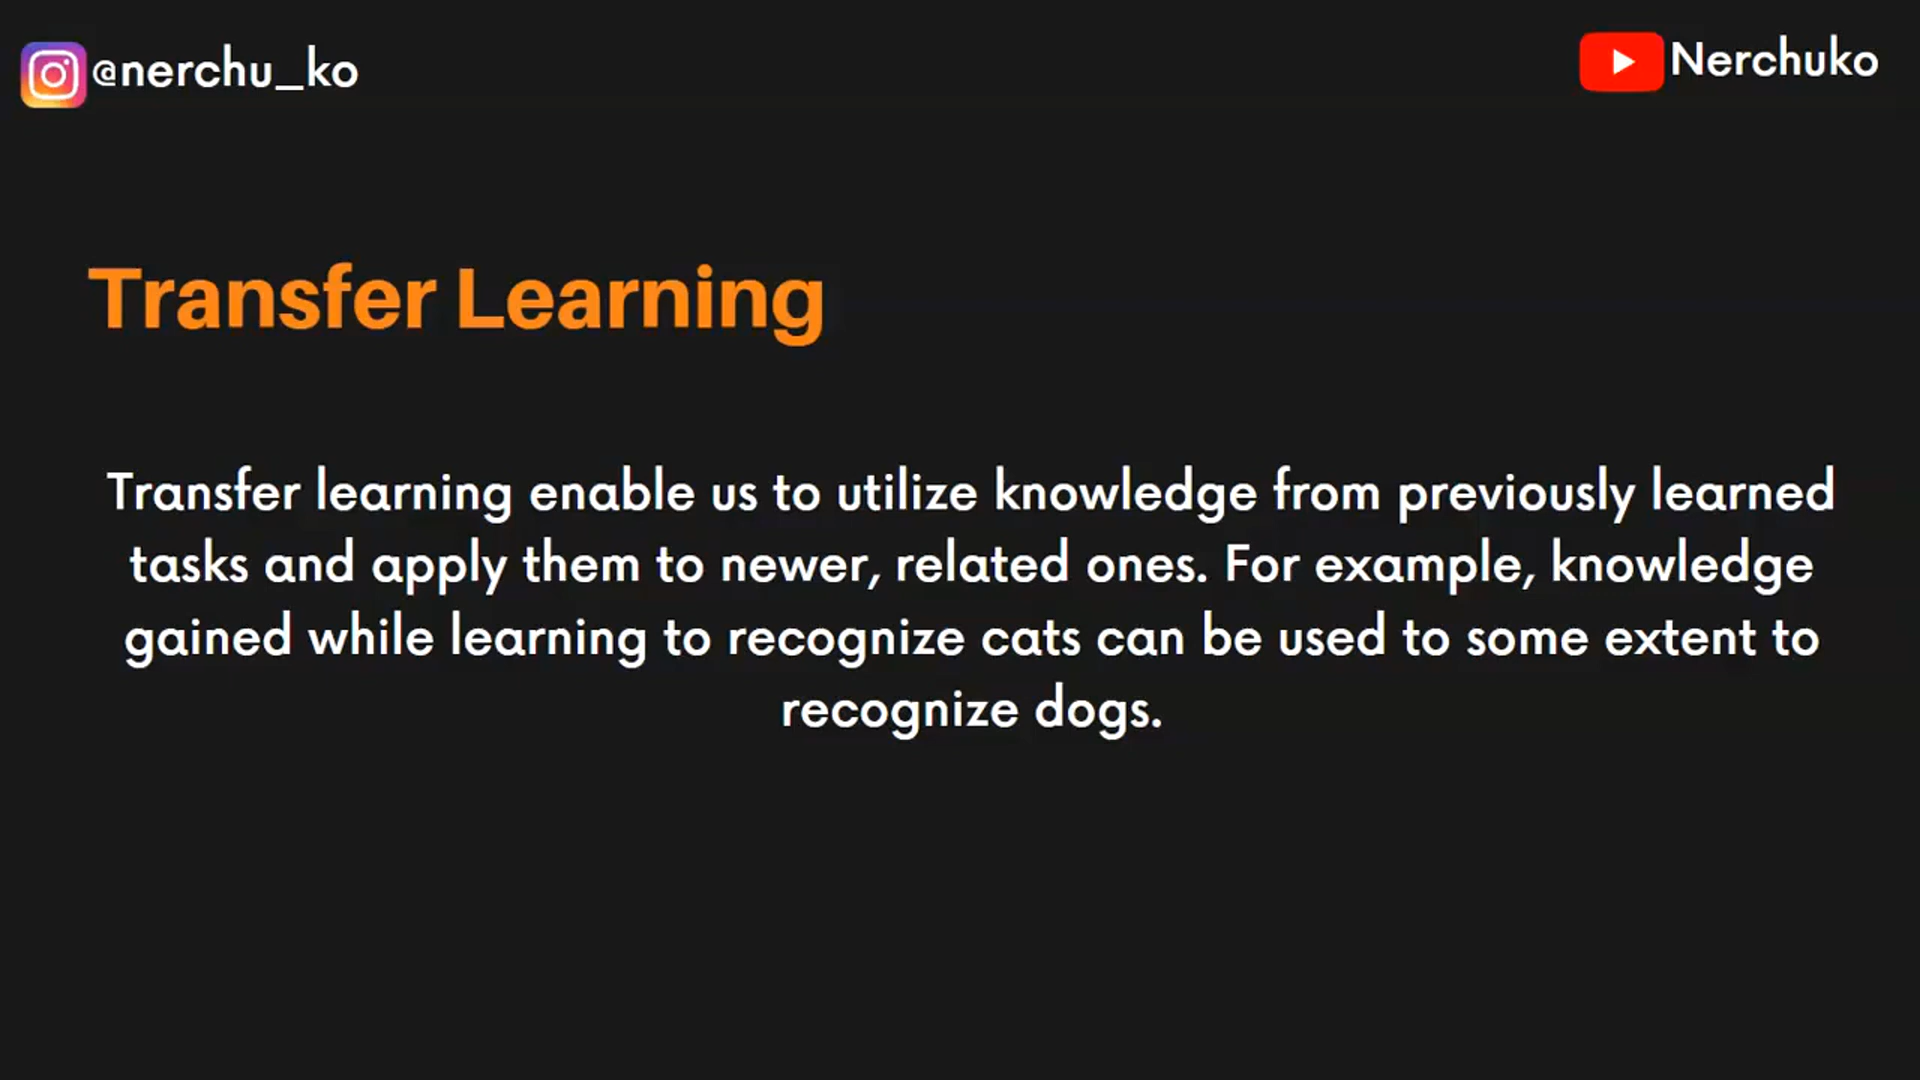 @nerchu_ko
Nerchuko
Transfer Learning
Transfer learning enable us to utilize knowledge from previously learned
tasks and apply them to newer, related ones. For example, knowledge
gained while learning to recognize cats can be used to some extent to
recognize dogs.